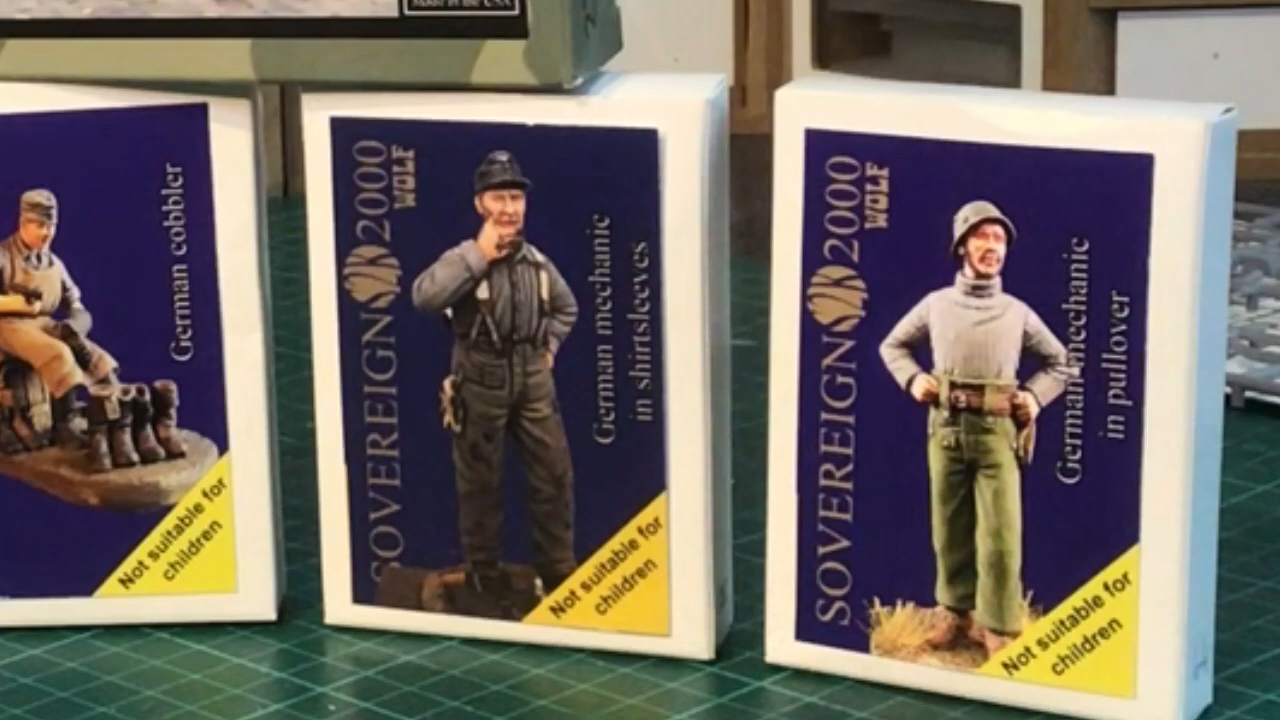 Made in the USA
German cobbler
Not suitable for
children
SOVEREIGN 2000
WOLF
German mechanic
in shirtsleeves
Not suitable for
children
SOVEREIGN 2000
WOLF
German mechanic
in pullover
Not suitable for
children